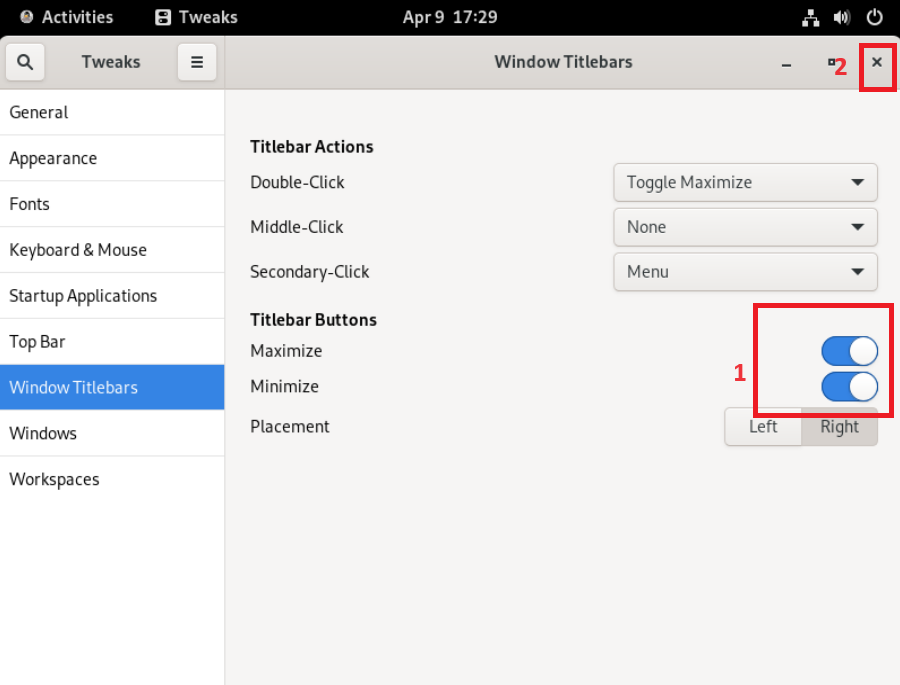 Activities Tweaks Apr 9 17:29
Tweaks Window Titlebars 2
General
Appearance
Fonts
Keyboard & Mouse
Startup Applications
Top Bar
Window Titlebars
Windows
Workspaces
Titlebar Actions
Double-Click Toggle Maximize
Middle-Click None
Secondary-Click Menu
Titlebar Buttons
Maximize
1
Minimize
Placement Left Right